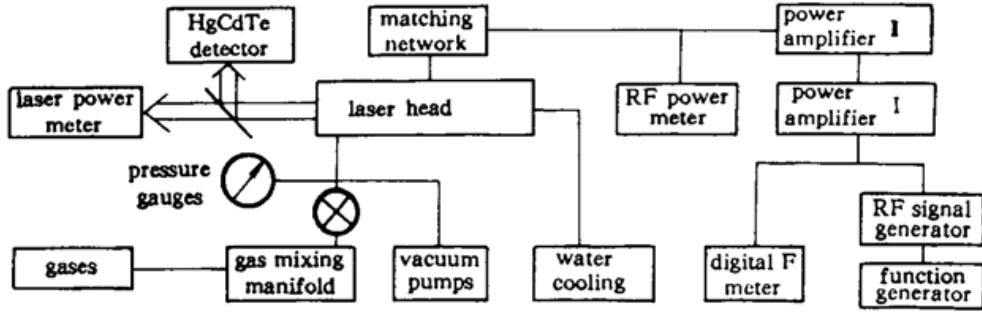 HgCdTe
detector
matching
network
power
amplifier II
laser power
meter
laser head
RF power
meter
power
amplifier I
pressure
gauges
RF signal
generator
gases
gas mixing
manifold
vacuum
pumps
water
cooling
digital F
meter
function
generator